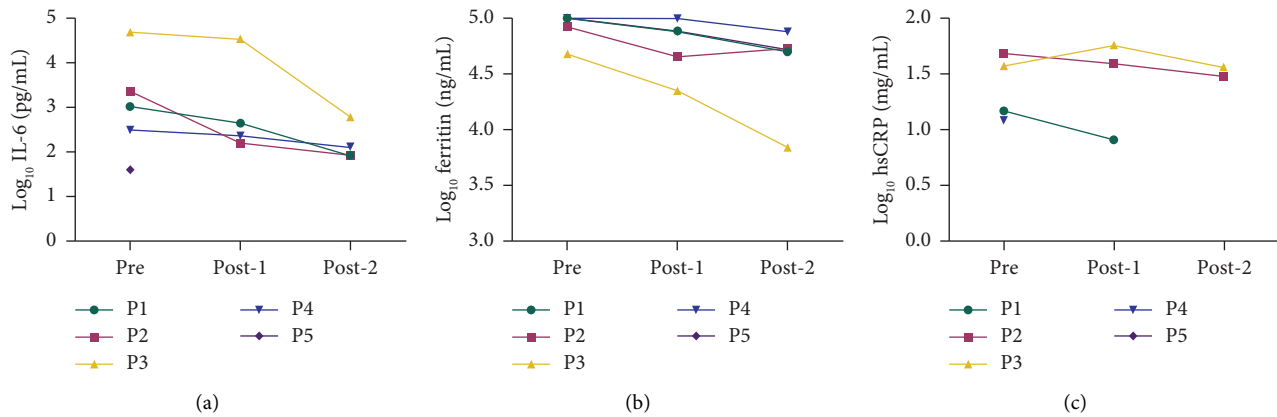 Log10 IL-6 (pg/mL)
5
4
3
2
1
0
Pre
Post-1
Post-2
P1
P4
P2
P5
P3
(a)
Log10 ferritin (ng/mL)
5.0
4.5
4.0
3.5
3.0
Pre
Post-1
Post-2
P1
P4
P2
P5
P3
(b)
Log10 hsCRP (mg/mL)
2.0
1.5
1.0
0.5
0.0
Pre
Post-1
Post-2
P1
P4
P2
P5
P3
(c)